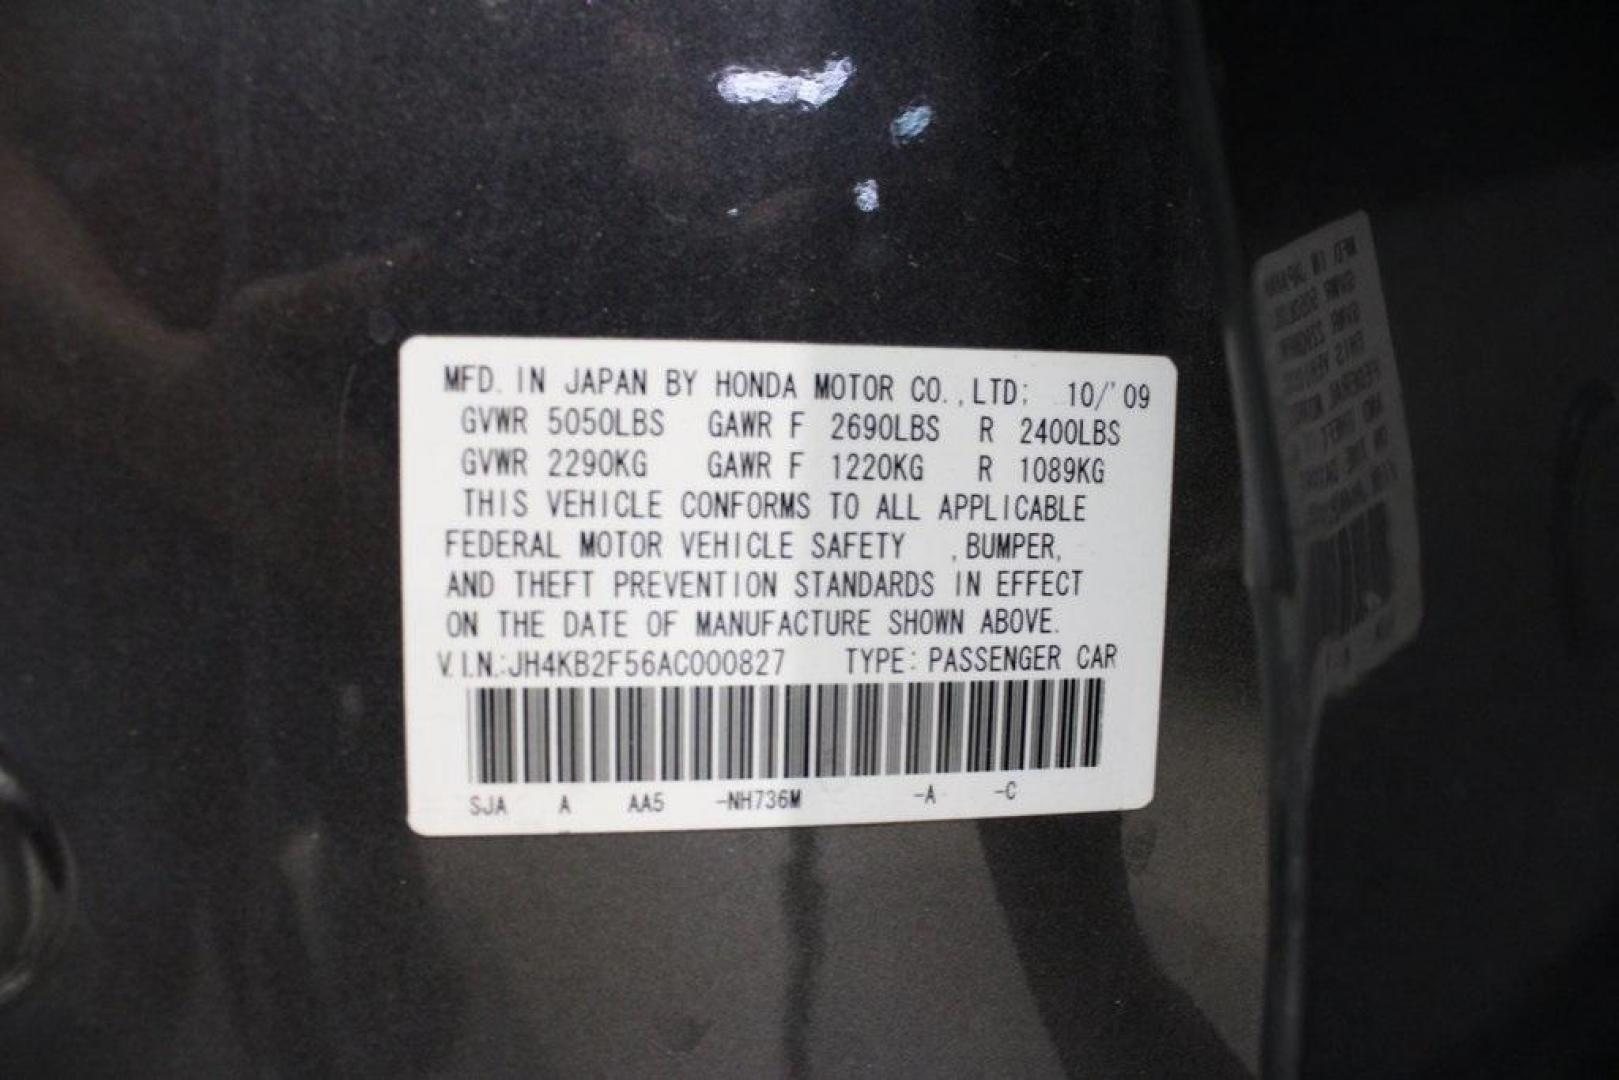 MFD. IN JAPAN BY HONDA MOTOR CO., LTD; 10/'09
GVWR 5050LBS GAWR F 2690LBS R 2400LBS
GVWR 2290KG GAWR F 1220KG R 1089KG
THIS VEHICLE CONFORMS TO ALL APPLICABLE
FEDERAL MOTOR VEHICLE SAFETY , BUMPER,
AND THEFT PREVENTION STANDARDS IN EFFECT
ON THE DATE OF MANUFACTURE SHOWN ABOVE.
V.I.N.:JH4KB2F56AC000827 TYPE: PASSENGER CAR
SJA A AA5 -NH736M -A -C